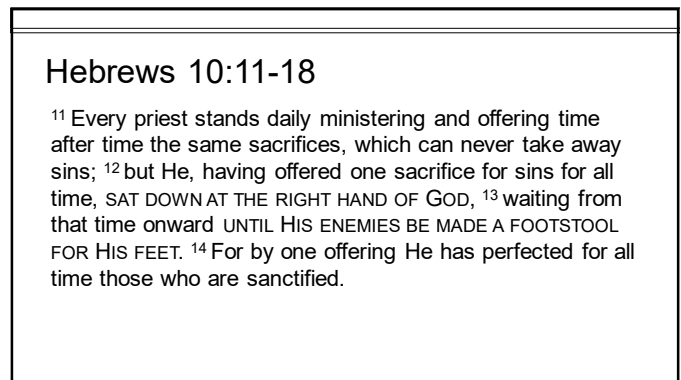 Hebrews 10:11-18
¹¹ Every priest stands daily ministering and offering time
after time the same sacrifices, which can never take away
sins; ¹² but He, having offered one sacrifice for sins for all
time, SAT DOWN AT THE RIGHT HAND OF GOD, ¹³ waiting from
that time onward UNTIL HIS ENEMIES BE MADE A FOOTSTOOL
FOR HIS FEET. ¹⁴ For by one offering He has perfected for all
time those who are sanctified.